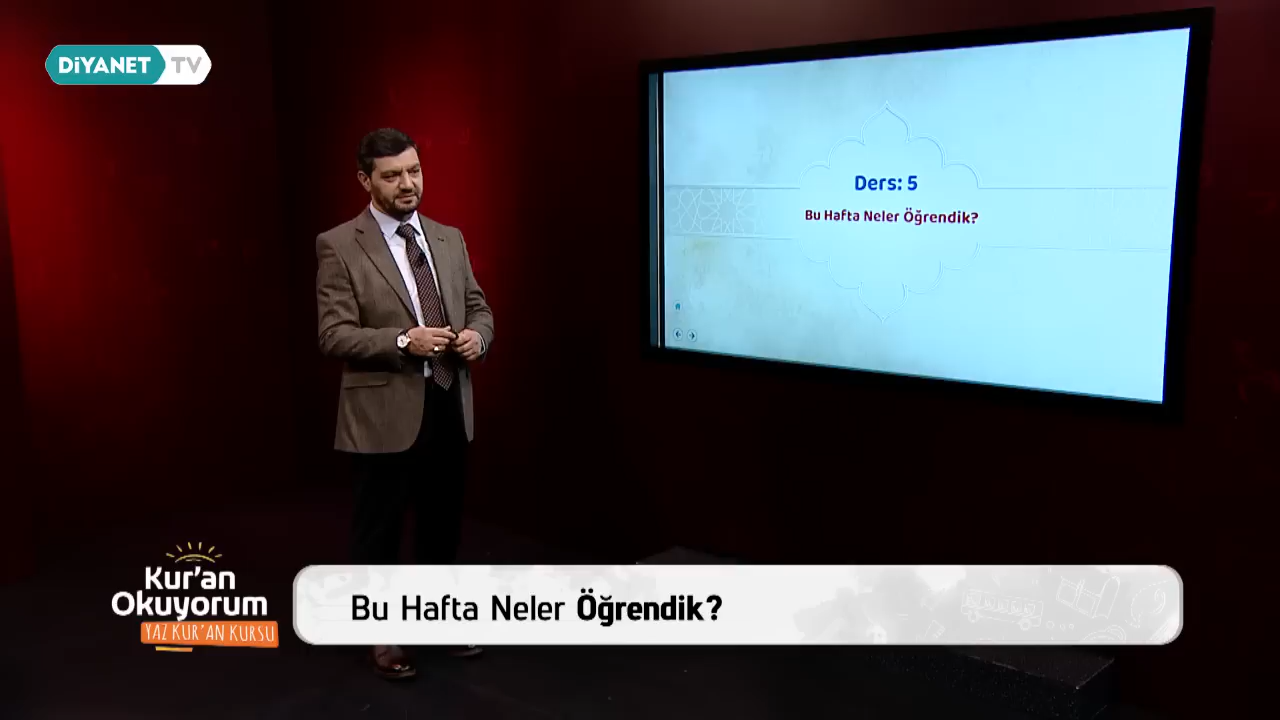 DİYANET TV
Ders: 5
Bu Hafta Neler Öğrendik?
Kur'an
Okuyorum
YAZ KUR'AN KURSU
Bu Hafta Neler Öğrendik?